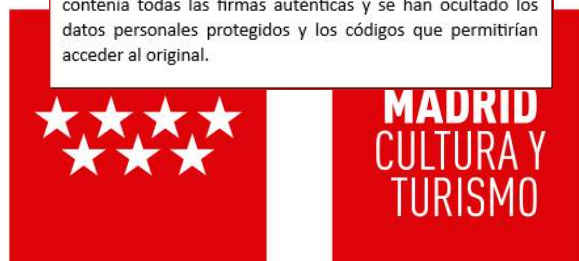 contenía todas las firmas auténticas y se han ocultado los
datos personales protegidos y los códigos que permitirían
acceder al original.
MADRID
CULTURA Y
TURISMO